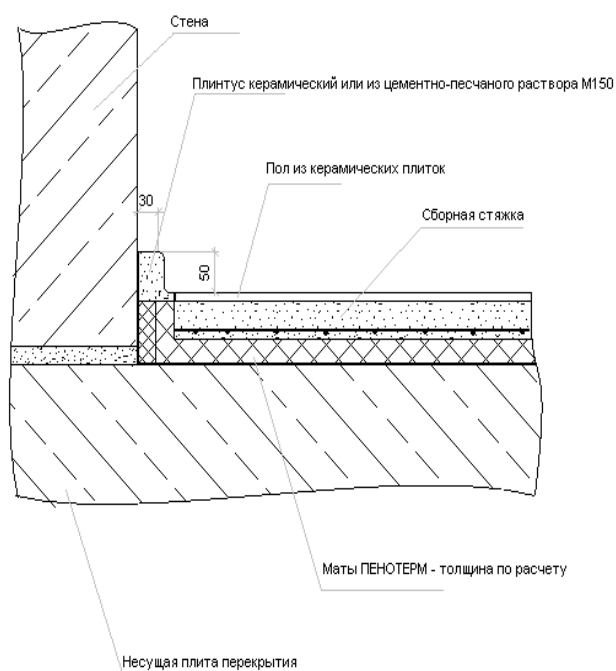 Стена
Плинтус керамический или из цементно-песчаного раствора М150
Пол из керамических плиток
30
Сборная стяжка
50
Маты ПЕНОТЕРМ - толщина по расчету
Несущая плита перекрытия